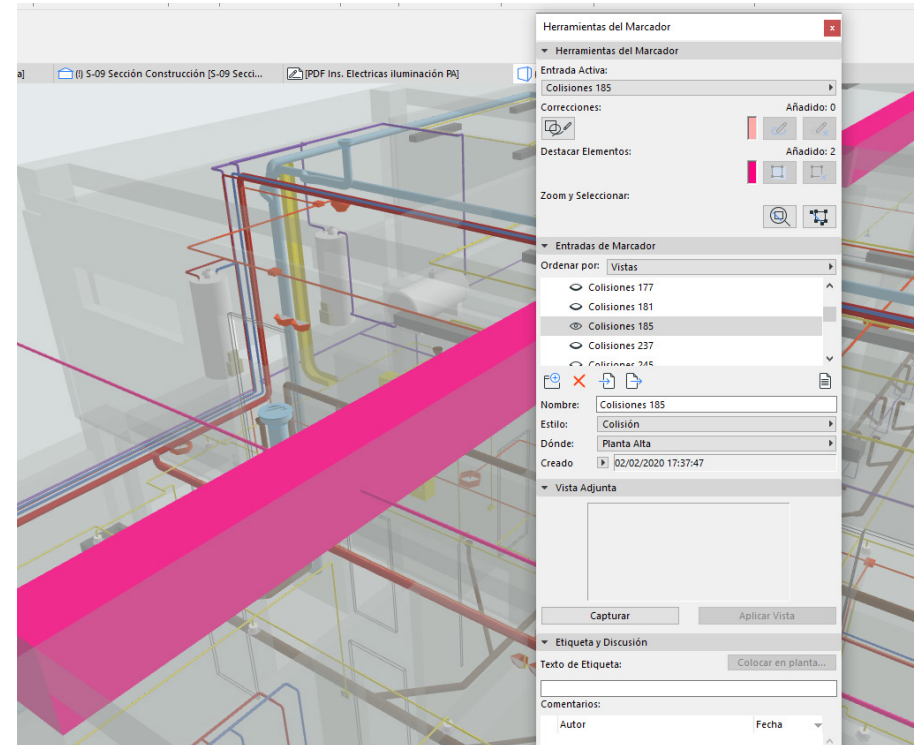 Herramientas del Marcador
x
Herramientas del Marcador
a]
(!) S-09 Sección Construcción [S-09 Secci...
[PDF Ins. Electricas iluminación PA]
Entrada Activa:
Colisiones 185
Correcciones:
Añadido: 0
Destacar Elementos:
Añadido: 2
Zoom y Seleccionar:
Entradas de Marcador
Ordenar por:
Vistas
Colisiones 177
Colisiones 181
Colisiones 185
Colisiones 237
Colisiones 245
Nombre:
Colisiones 185
Estilo:
Colisión
Dónde:
Planta Alta
Creado
02/02/2020 17:37:47
Vista Adjunta
Capturar
Aplicar Vista
Etiqueta y Discusión
Texto de Etiqueta:
Colocar en planta...
Comentarios:
Autor
Fecha